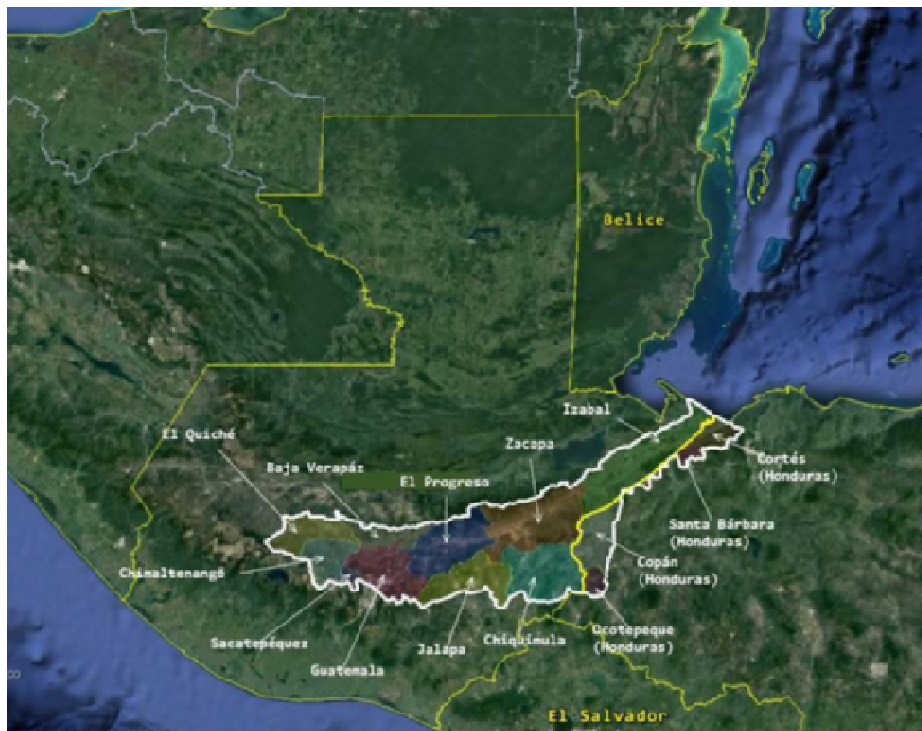 Belice
Izabal
El Quiché
Zacapa
Baja Verapáz
El Progreso
Cortés
(Honduras)
Santa Bárbara
(Honduras)
Copán
(Honduras)
Chimaltenango
Sacatepéquez
Guatemala
Jalapa
Chiquimula
Ocotepeque
(Honduras)
El Salvador